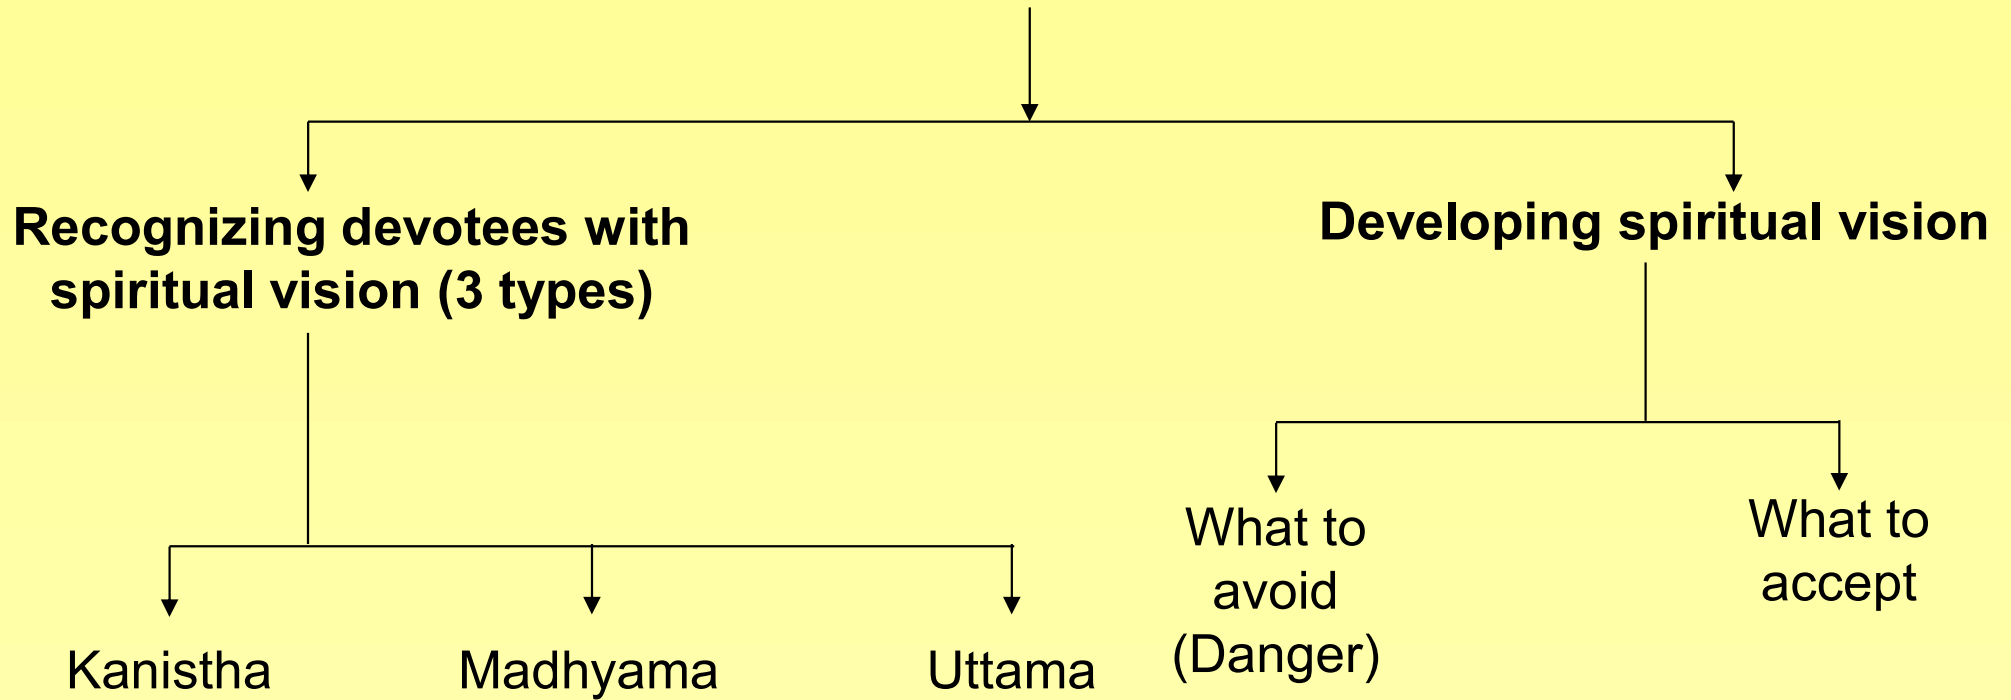 Recognizing devotees with
spiritual vision (3 types)
Developing spiritual vision
Kanistha
Madhyama
Uttama
What to
avoid
(Danger)
What to
accept